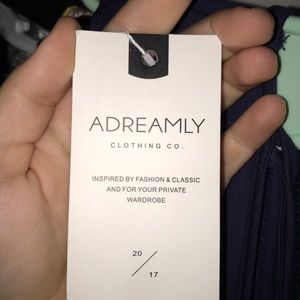 ADREAMLY
CLOTHING CO.
INSPIRED BY FASHION & CLASSIC
AND FOR YOUR PRIVATE
WARDROBE
20
/
17